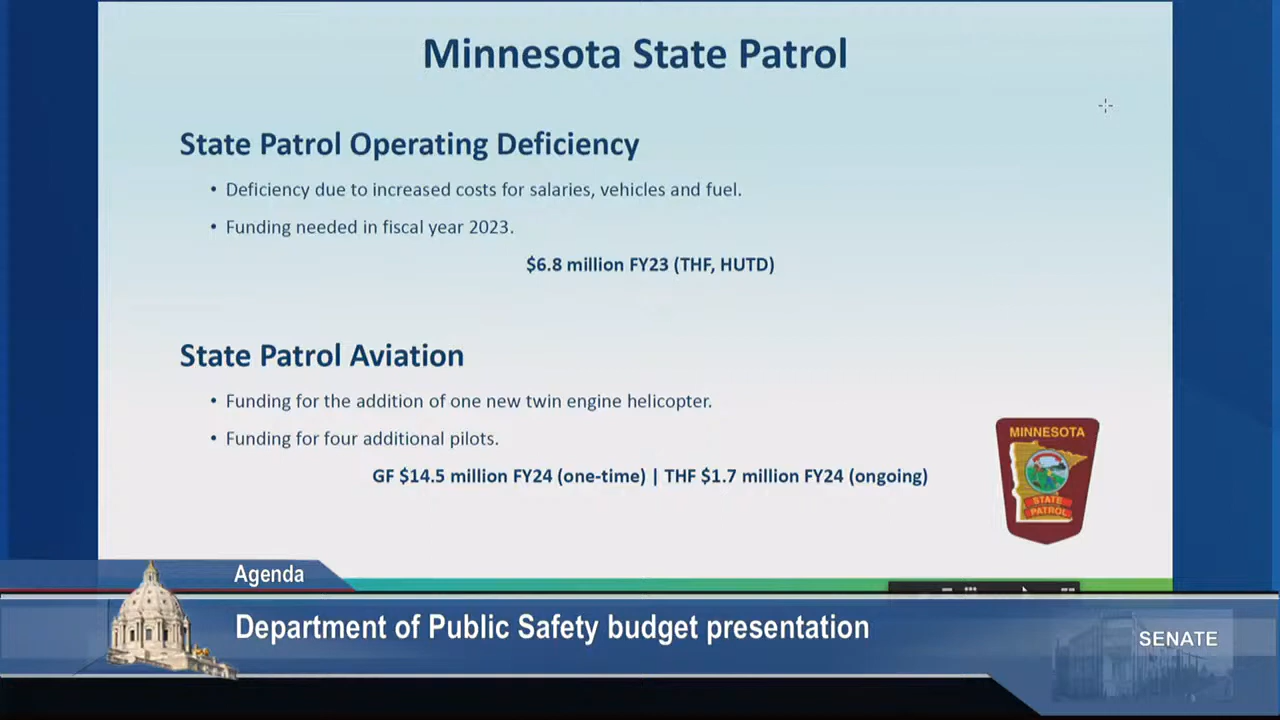 Minnesota State Patrol
State Patrol Operating Deficiency
• Deficiency due to increased costs for salaries, vehicles and fuel.
• Funding needed in fiscal year 2023.
$6.8 million FY23 (THF, HUTD)
State Patrol Aviation
• Funding for the addition of one new twin engine helicopter.
• Funding for four additional pilots.
GF $14.5 million FY24 (one-time) | THF $1.7 million FY24 (ongoing)
MINNESOTA
STATE
PATROL
Agenda
Department of Public Safety budget presentation
SENATE